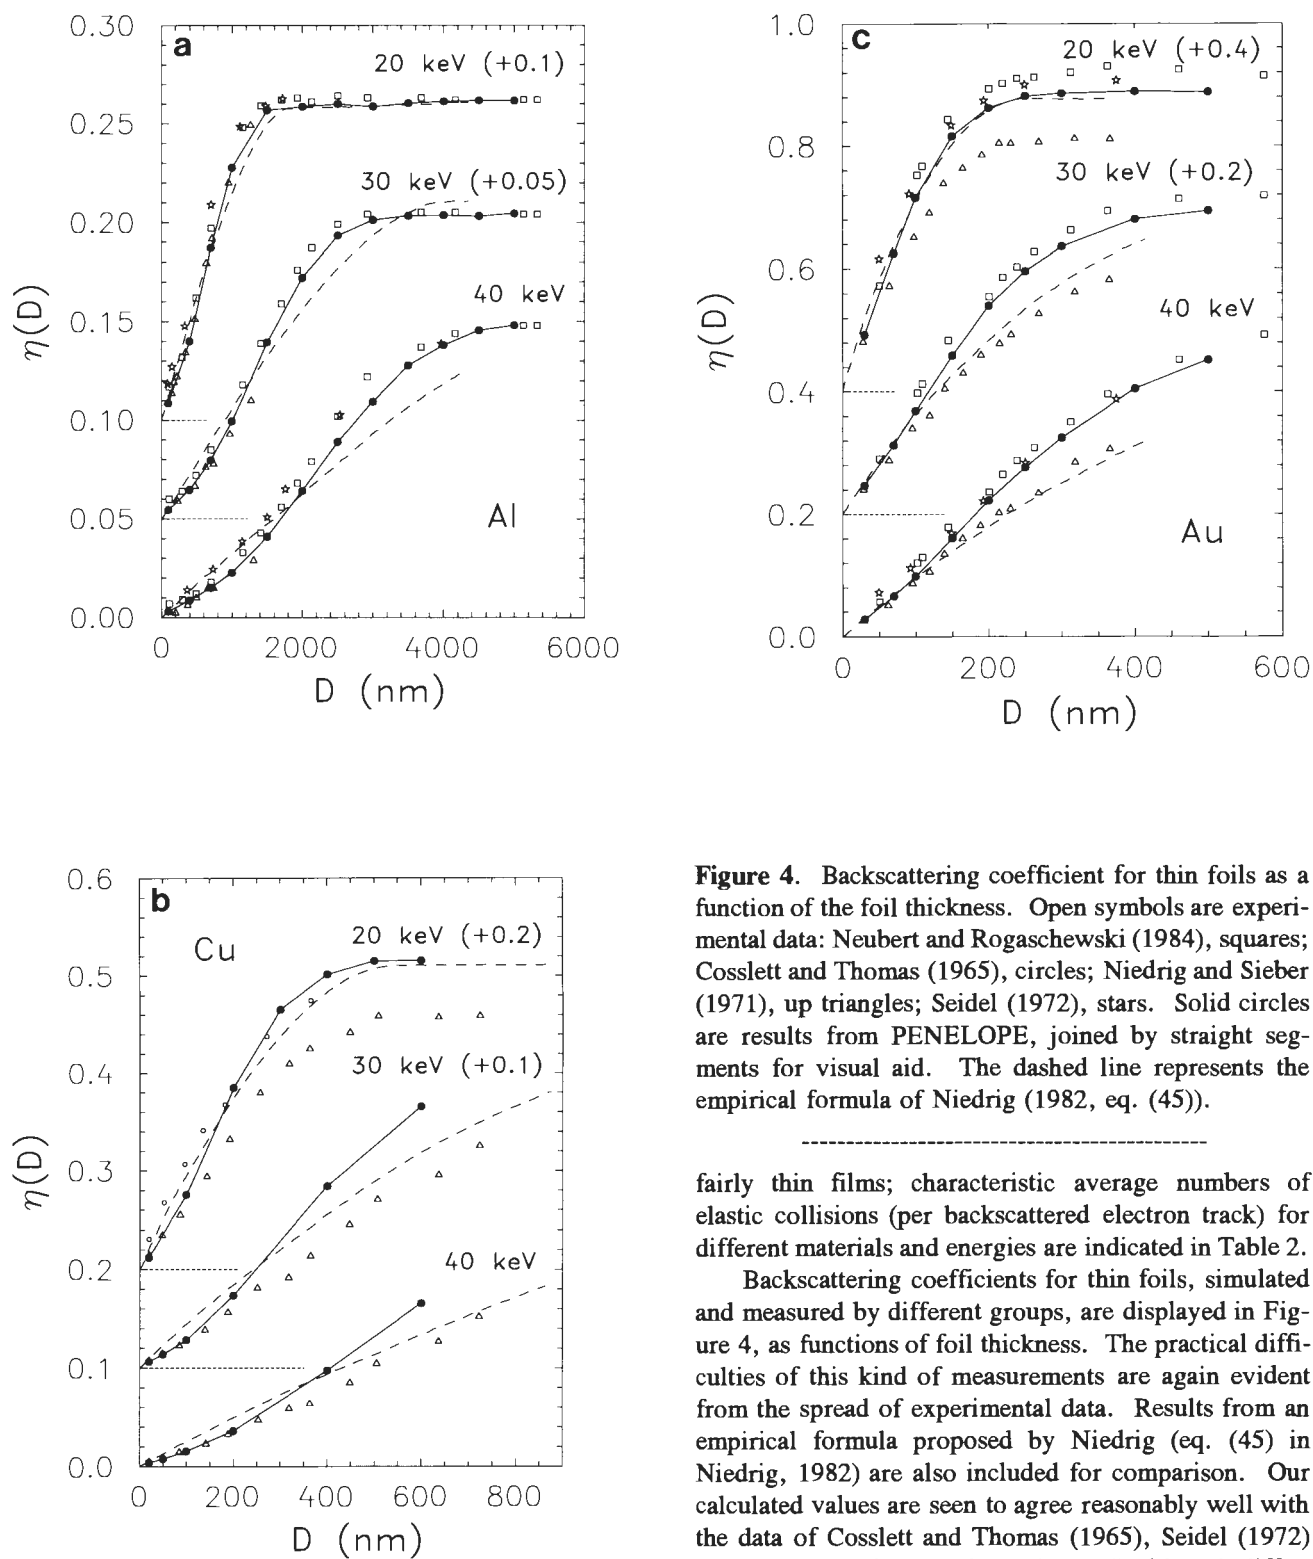 a
0.30
0.25
0.20
0.15
0.10
0.05
0.00
η(D)
20 keV (+0.1)
30 keV (+0.05)
40 keV
Al
0
2000
4000
6000
D (nm)
c
1.0
0.8
0.6
0.4
0.2
0.0
η(D)
20 keV (+0.4)
30 keV (+0.2)
40 keV
Au
0
200
400
600
D (nm)
b
0.6
0.5
0.4
0.3
0.2
0.1
0.0
η(D)
Cu
20 keV (+0.2)
30 keV (+0.1)
40 keV
0
200
400
600
800
D (nm)
Figure 4. Backscattering coefficient for thin foils as a
function of the foil thickness. Open symbols are experi-
mental data: Neubert and Rogaschewski (1984), squares;
Cosslett and Thomas (1965), circles; Niedrig and Sieber
(1971), up triangles; Seidel (1972), stars. Solid circles
are results from PENELOPE, joined by straight seg-
ments for visual aid. The dashed line represents the
empirical formula of Niedrig (1982, eq. (45)).
fairly thin films; characteristic average numbers of
elastic collisions (per backscattered electron track) for
different materials and energies are indicated in Table 2.
Backscattering coefficients for thin foils, simulated
and measured by different groups, are displayed in Fig-
ure 4, as functions of foil thickness. The practical diffi-
culties of this kind of measurements are again evident
from the spread of experimental data. Results from an
empirical formula proposed by Niedrig (eq. (45) in
Niedrig, 1982) are also included for comparison. Our
calculated values are seen to agree reasonably well with
the data of Cosslett and Thomas (1965), Seidel (1972)